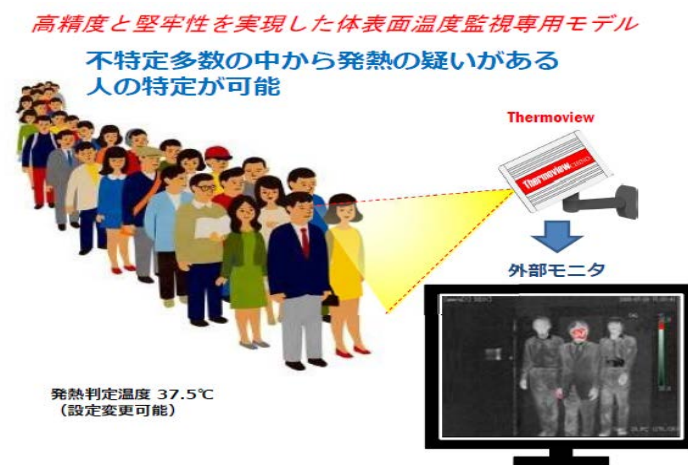 高精度と堅牢性を実現した体表面温度監視専用モデル
不特定多数の中から発熱の疑いがある
人の特定が可能
Thermoview
Thermoview CHINO
外部モニタ
発熱判定温度 37.5℃
（設定変更可能）